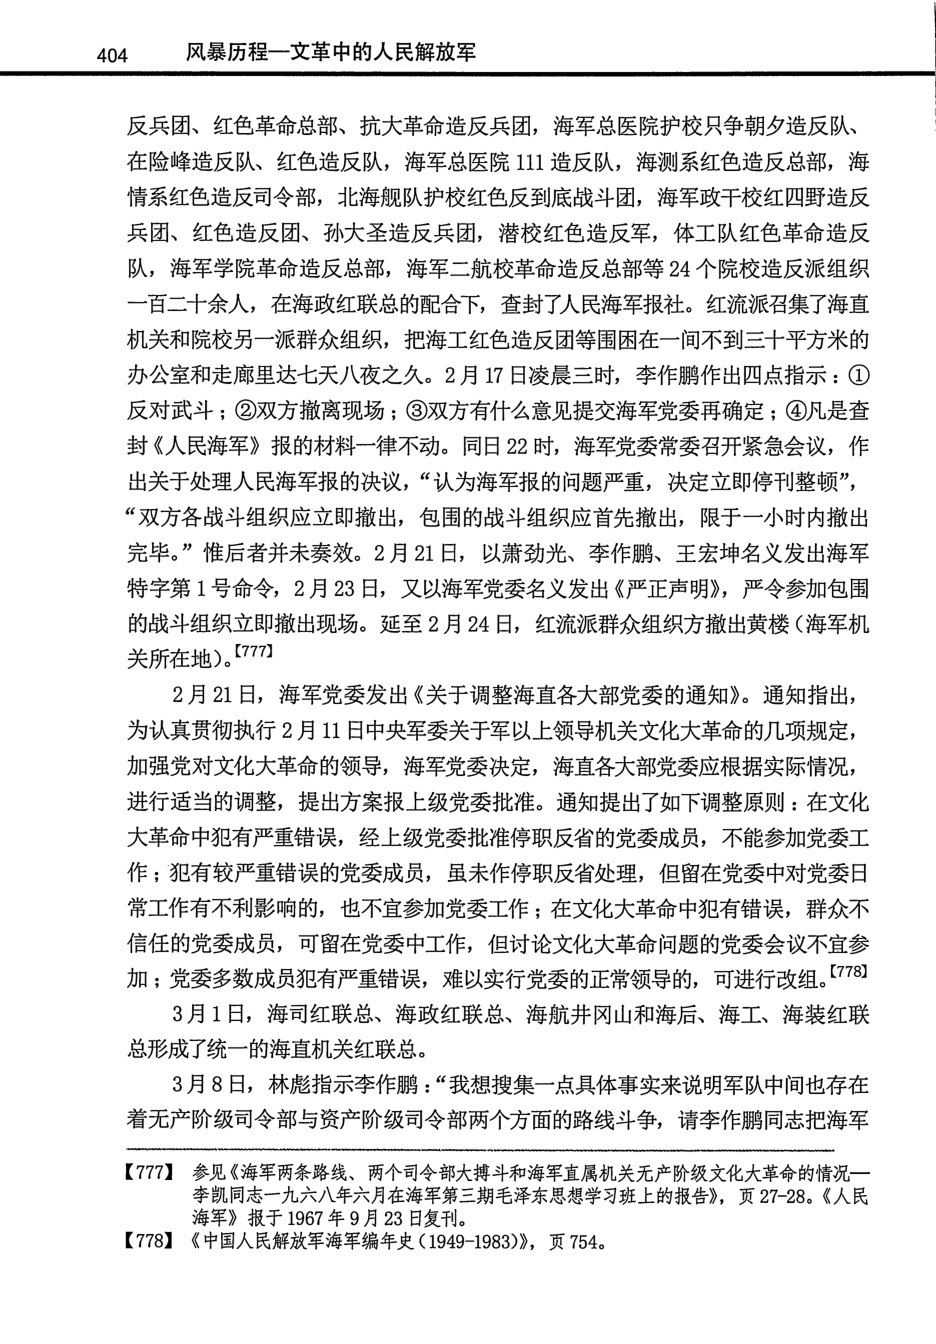 404 风暴历程—文革中的人民解放军
反兵团、红色革命总部、抗大革命造反兵团，海军总医院护校只争朝夕造反队、
在险峰造反队、红色造反队，海军总医院 111 造反队，海测系红色造反总部，海
情系红色造反司令部，北海舰队护校红色反到底战斗团，海军政干校红四野造反
兵团、红色造反团、孙大圣造反兵团，潜校红色造反军，体工队红色革命造反
队，海军学院革命造反总部，海军二航校革命造反总部等 24 个院校造反派组织
一百二十余人，在海政红联总的配合下，查封了人民海军报社。红流派召集了海直
机关和院校另一派群众组织，把海工红色造反团等围困在一间不到三十平方米的
办公室和走廊里达七天八夜之久。2 月 17 日凌晨三时，李作鹏作出四点指示：①
反对武斗；②双方撤离现场；③双方有什么意见提交海军党委再确定；④凡是查
封《人民海军》报的材料一律不动。同日 22 时，海军党委常委召开紧急会议，作
出关于处理人民海军报的决议，“认为海军报的问题严重，决定立即停刊整顿”，
“双方各战斗组织应立即撤出，包围的战斗组织应首先撤出，限于一小时内撤出
完毕。”惟后者并未奏效。2 月 21 日，以萧劲光、李作鹏、王宏坤名义发出海军
特字第 1 号命令，2 月 23 日，又以海军党委名义发出《严正声明》，严令参加包围
的战斗组织立即撤出现场。延至 2 月 24 日，红流派群众组织方撤出黄楼（海军机
关所在地）。【777】
2 月 21 日，海军党委发出《关于调整海直各大部党委的通知》。通知指出，
为认真贯彻执行 2 月 11 日中央军委关于军以上领导机关文化大革命的几项规定，
加强党对文化大革命的领导，海军党委决定，海直各大部党委应根据实际情况，
进行适当的调整，提出方案报上级党委批准。通知提出了如下调整原则：在文化
大革命中犯有严重错误，经上级党委批准停职反省的党委成员，不能参加党委工
作；犯有较严重错误的党委成员，虽未作停职反省处理，但留在党委中对党委日
常工作有不利影响的，也不宜参加党委工作；在文化大革命中犯有错误，群众不
信任的党委成员，可留在党委中工作，但讨论文化大革命问题的党委会议不宜参
加；党委多数成员犯有严重错误，难以实行党委的正常领导的，可进行改组。【778】
3 月 1 日，海司红联总、海政红联总、海航井冈山和海后、海工、海装红联
总形成了统一的海直机关红联总。
3 月 8 日，林彪指示李作鹏：“我想搜集一点具体事实来说明军队中间也存在
着无产阶级司令部与资产阶级司令部两个方面的路线斗争，请李作鹏同志把海军
【777】 参见《海军两条路线、两个司令部大搏斗和海军直属机关无产阶级文化大革命的情况—
李凯同志一九六八年六月在海军第三期毛泽东思想学习班上的报告》，页 27-28。《人民
海军》报于 1967 年 9 月 23 日复刊。
【778】 《中国人民解放军海军编年史（1949-1983）》，页 754。